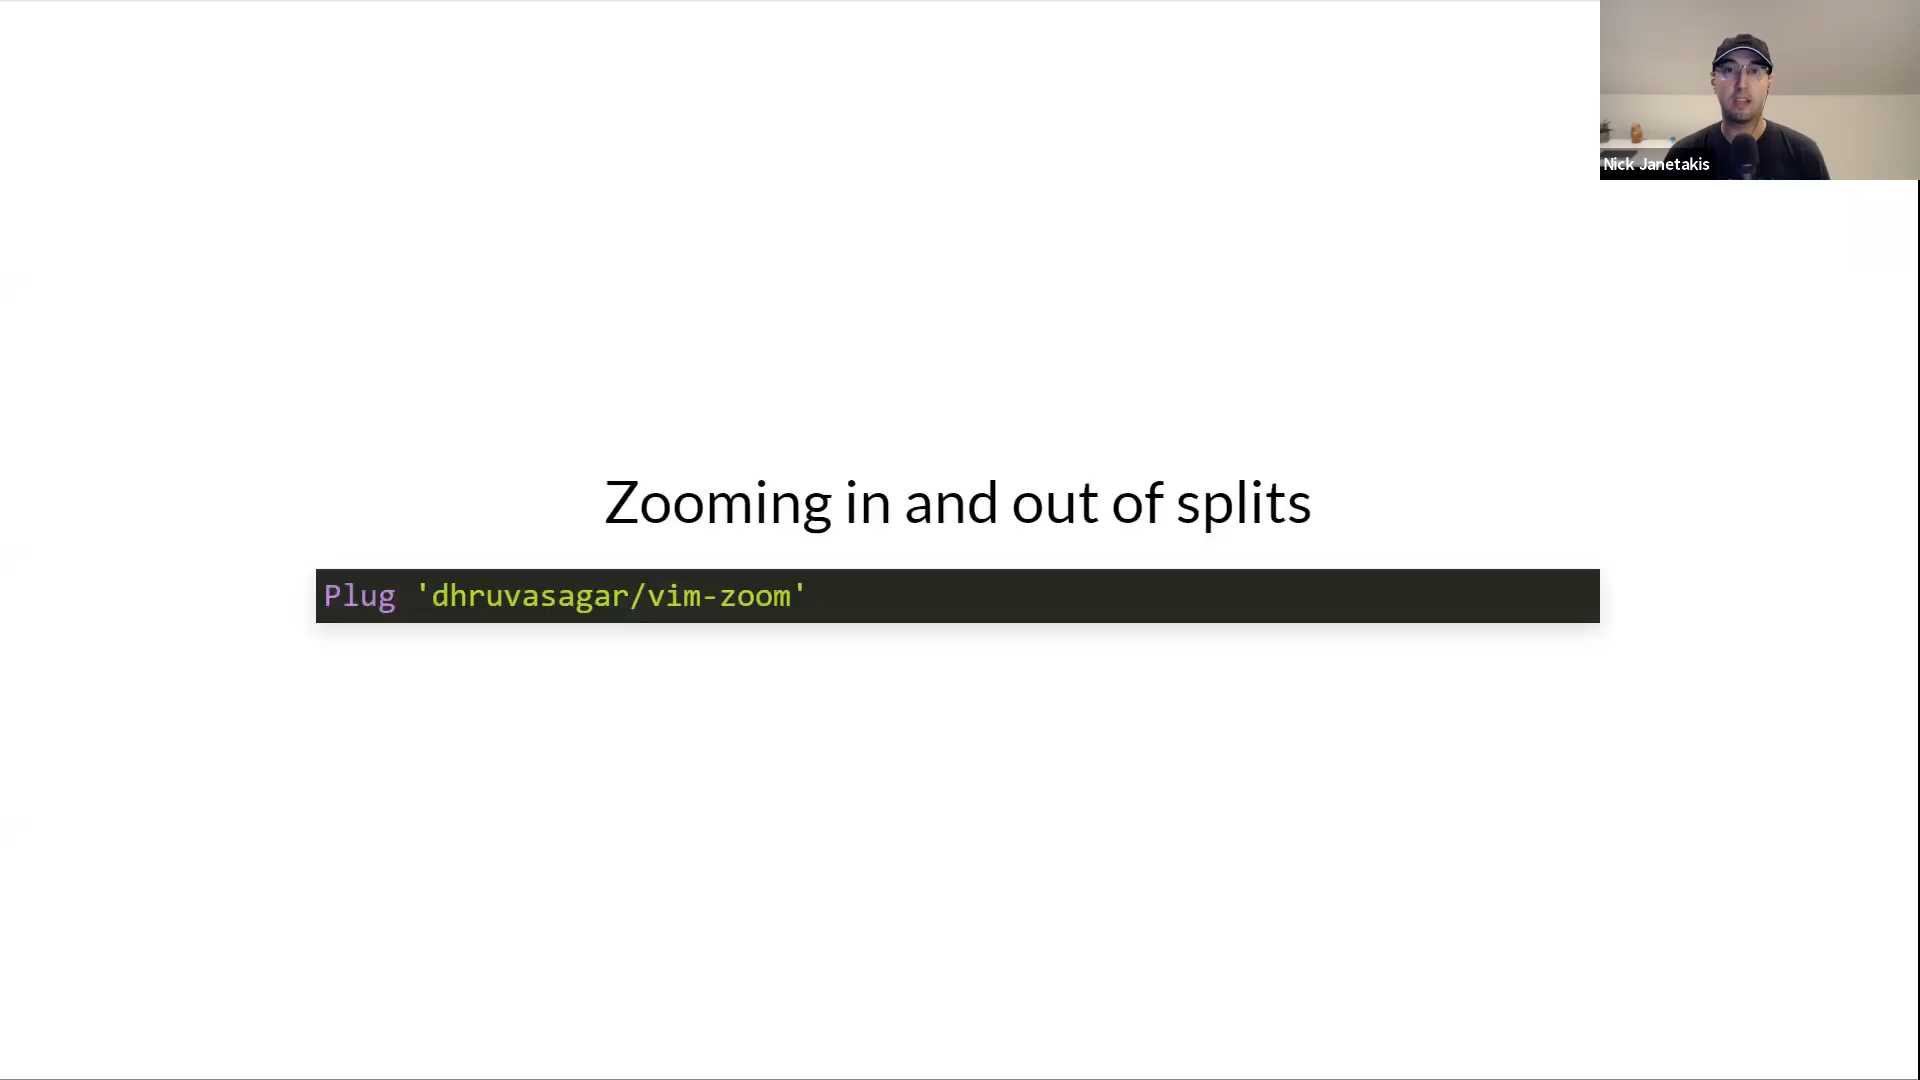 Nick Janetakis
Zooming in and out of splits
Plug 'dhruvasagar/vim-zoom'